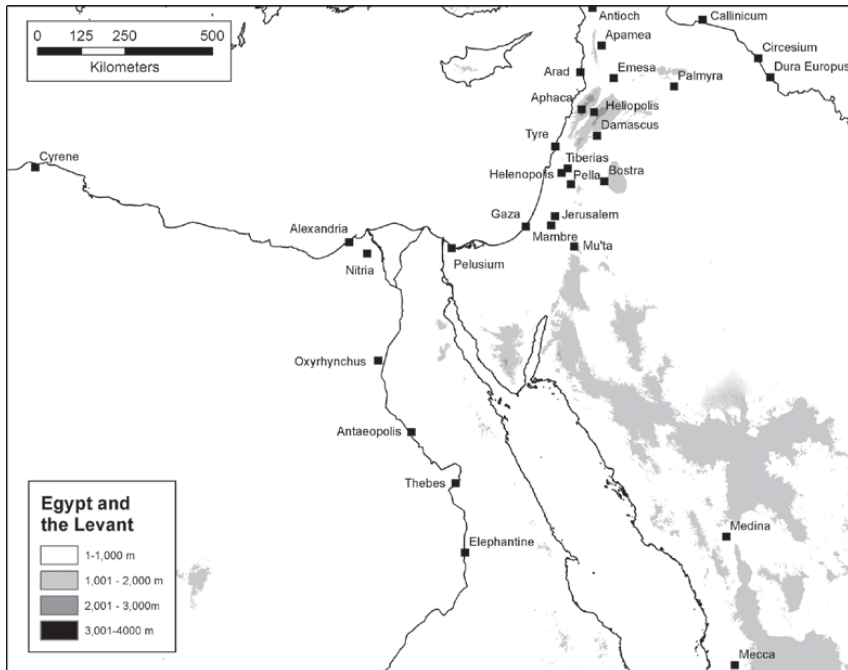 0 125 250 500
Kilometers
Antioch
Callinicum
Apamea
Circesium
Arad
Emesa
Dura Europus
Palmyra
Aphaca
Heliopolis
Damascus
Tyre
Cyrene
Tiberias
Helenopolis
Pella
Bostra
Gaza
Jerusalem
Alexandria
Mambre
Mu'ta
Nitria
Pelusium
Oxyrhynchus
Antaeopolis
Thebes
Egypt and
the Levant
Medina
1-1,000 m
Elephantine
1,001 - 2,000 m
2,001 - 3,000m
3,001-4000 m
Mecca